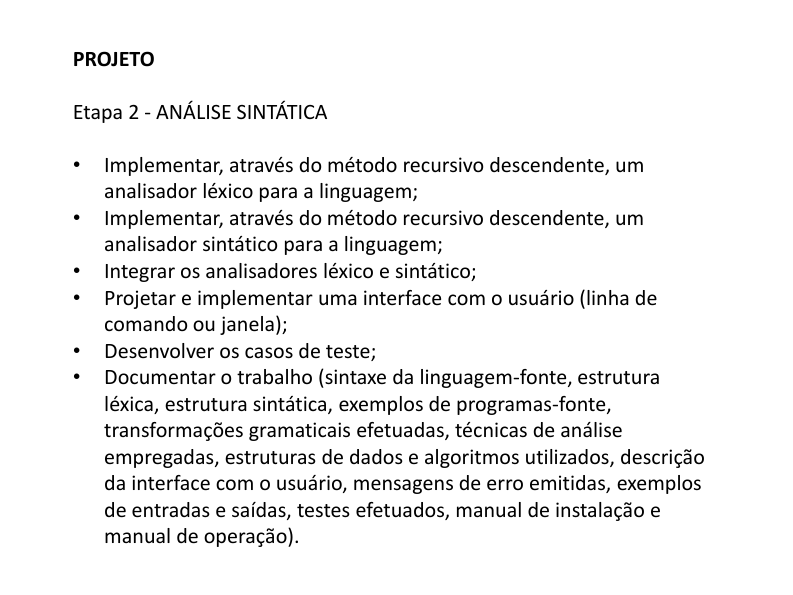 PROJETO
Etapa 2 - ANÁLISE SINTÁTICA
• Implementar, através do método recursivo descendente, um
analisador léxico para a linguagem;
• Implementar, através do método recursivo descendente, um
analisador sintático para a linguagem;
• Integrar os analisadores léxico e sintático;
• Projetar e implementar uma interface com o usuário (linha de
comando ou janela);
• Desenvolver os casos de teste;
• Documentar o trabalho (sintaxe da linguagem-fonte, estrutura
léxica, estrutura sintática, exemplos de programas-fonte,
transformações gramaticais efetuadas, técnicas de análise
empregadas, estruturas de dados e algoritmos utilizados, descrição
da interface com o usuário, mensagens de erro emitidas, exemplos
de entradas e saídas, testes efetuados, manual de instalação e
manual de operação).